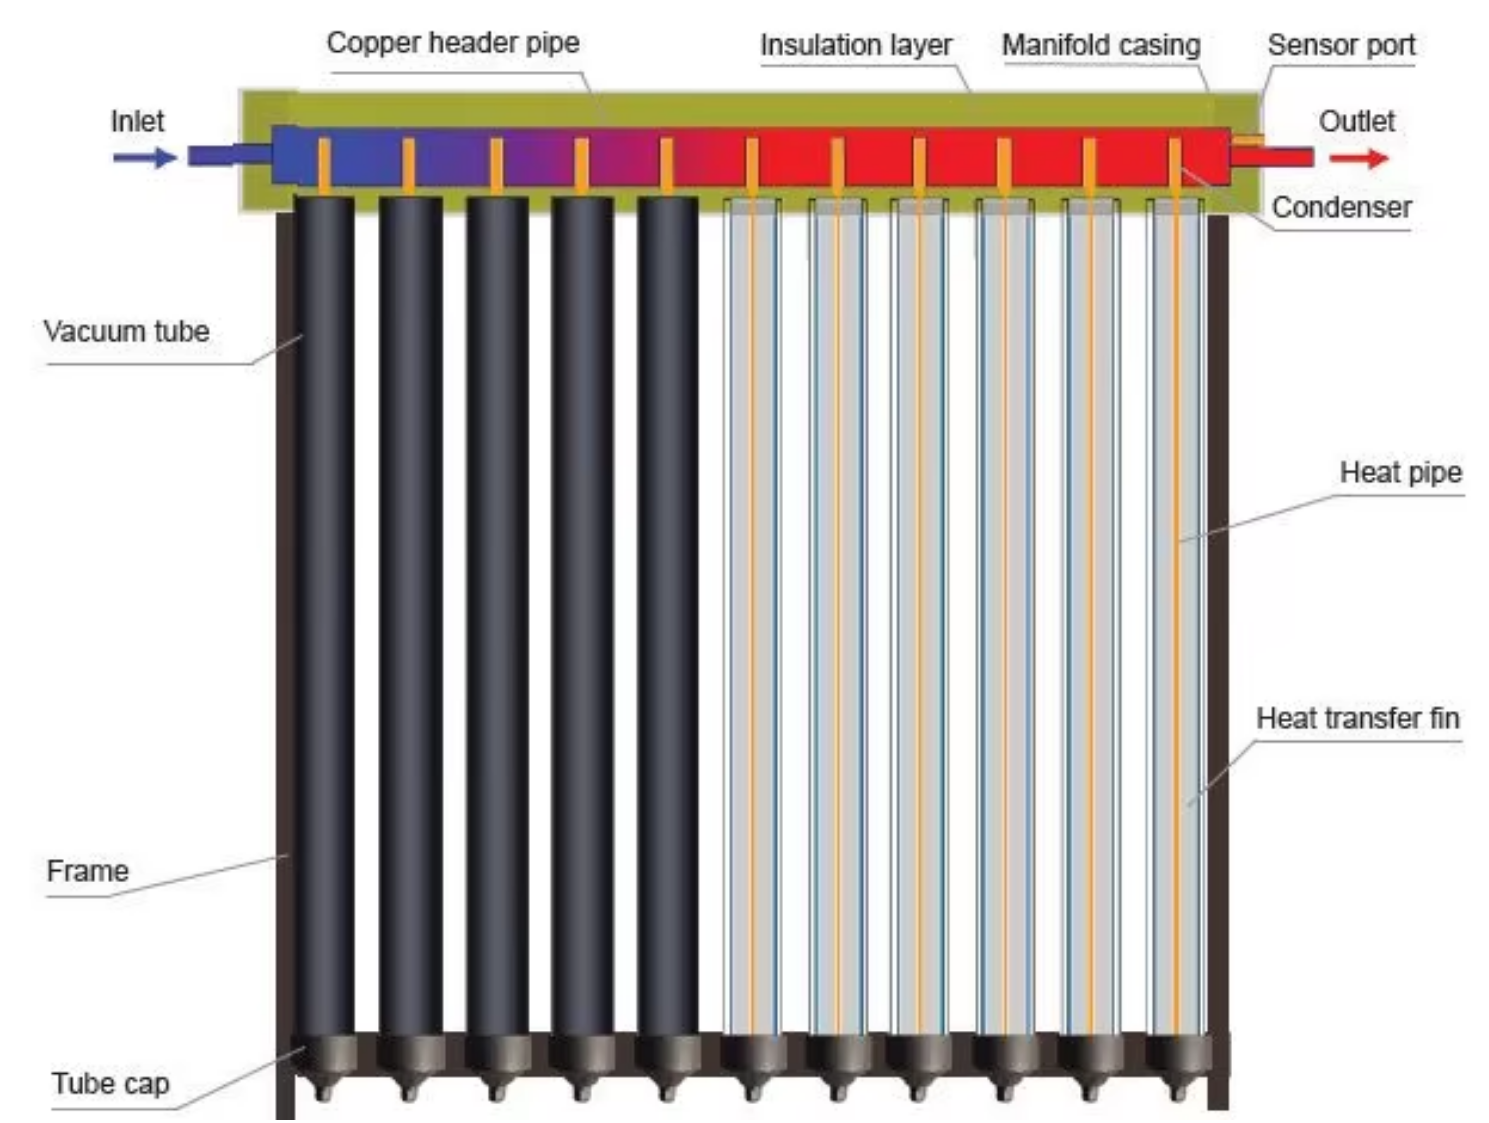 Copper header pipe
Insulation layer
Manifold casing
Sensor port
Inlet
Outlet
Condenser
Vacuum tube
Heat pipe
Heat transfer fin
Frame
Tube cap